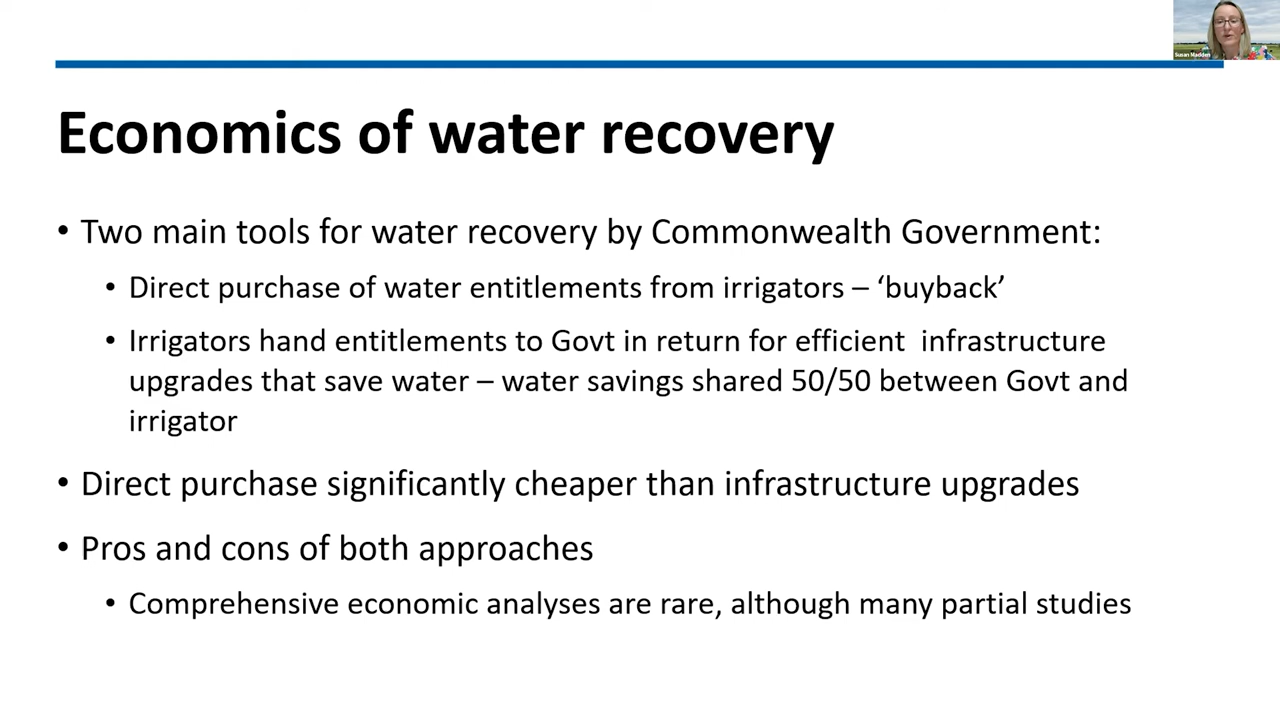 Susan Madden
Economics of water recovery
• Two main tools for water recovery by Commonwealth Government:
• Direct purchase of water entitlements from irrigators – ‘buyback’
• Irrigators hand entitlements to Govt in return for efficient  infrastructure
upgrades that save water – water savings shared 50/50 between Govt and
irrigator
• Direct purchase significantly cheaper than infrastructure upgrades
• Pros and cons of both approaches
• Comprehensive economic analyses are rare, although many partial studies